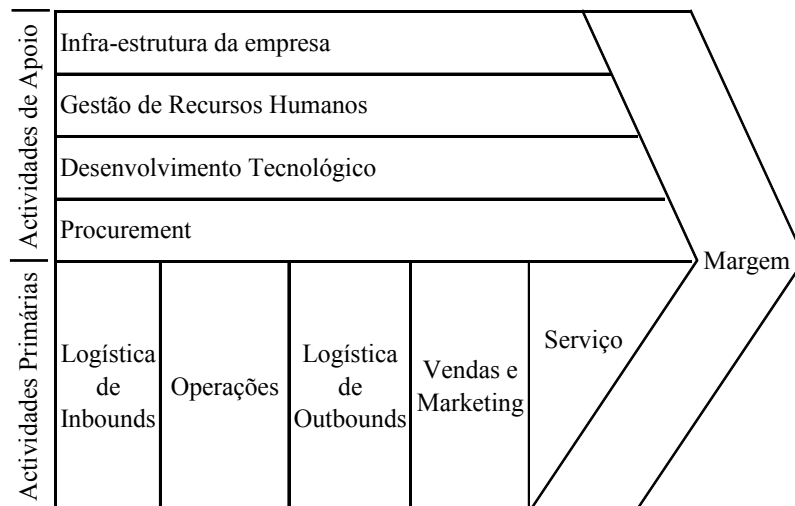 Actividades de Apoio
Infra-estrutura da empresa
Gestão de Recursos Humanos
Desenvolvimento Tecnológico
Procurement
Margem
Actividades Primárias
Logística
de
Inbounds
Operações
Logística
de
Outbounds
Vendas e
Marketing
Serviço